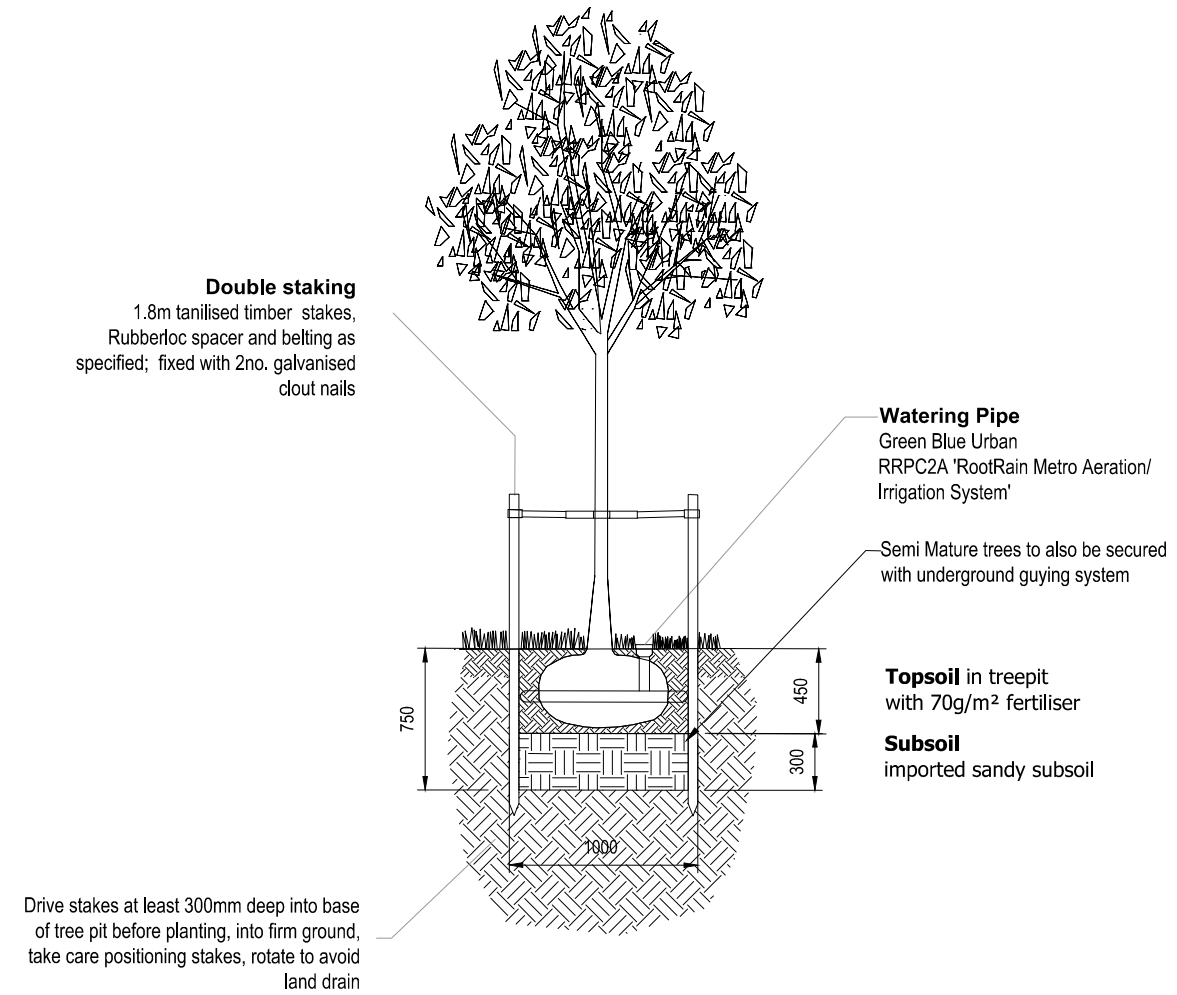 Double staking
1.8m tanilised timber stakes,
Rubberloc spacer and belting as
specified; fixed with 2no. galvanised
clout nails
Watering Pipe
Green Blue Urban
RRPC2A 'RootRain Metro Aeration/
Irrigation System'
Semi Mature trees to also be secured
with underground guying system
Topsoil in treepit
with 70g/m² fertiliser
Subsoil
imported sandy subsoil
750
450
300
1000
Drive stakes at least 300mm deep into base
of tree pit before planting, into firm ground,
take care positioning stakes, rotate to avoid
land drain